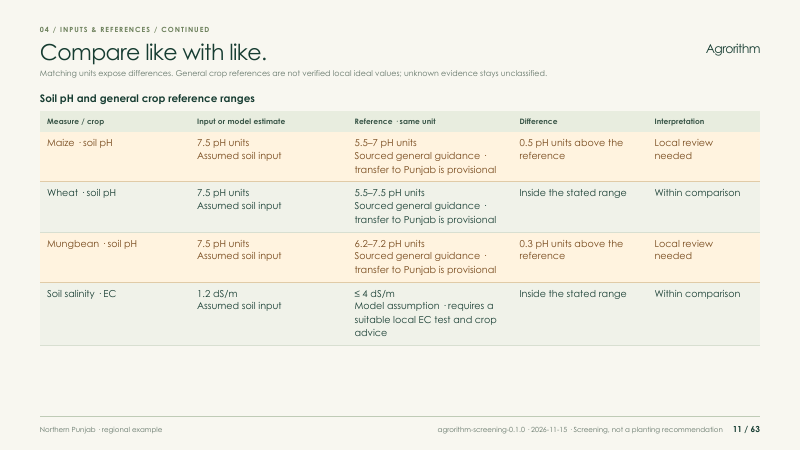 04 / INPUTS & REFERENCES / CONTINUED
Compare like with like.
Agrorithm
Matching units expose differences. General crop references are not verified local ideal values; unknown evidence stays unclassified.
Soil pH and general crop reference ranges
Measure / crop Input or model estimate Reference · same unit Difference Interpretation
Maize · soil pH 7.5 pH units 5.5–7 pH units 0.5 pH units above the Local review
Assumed soil input Sourced general guidance · reference needed
transfer to Punjab is provisional
Wheat · soil pH 7.5 pH units 5.5–7.5 pH units Inside the stated range Within comparison
Assumed soil input Sourced general guidance ·
transfer to Punjab is provisional
Mungbean · soil pH 7.5 pH units 6.2–7.2 pH units 0.3 pH units above the Local review
Assumed soil input Sourced general guidance · reference needed
transfer to Punjab is provisional
Soil salinity · EC 1.2 dS/m ≤ 4 dS/m Inside the stated range Within comparison
Assumed soil input Model assumption · requires a
suitable local EC test and crop
advice
Northern Punjab · regional example agrorithm-screening-0.1.0 · 2026-11-15 · Screening, not a planting recommendation 11 / 63